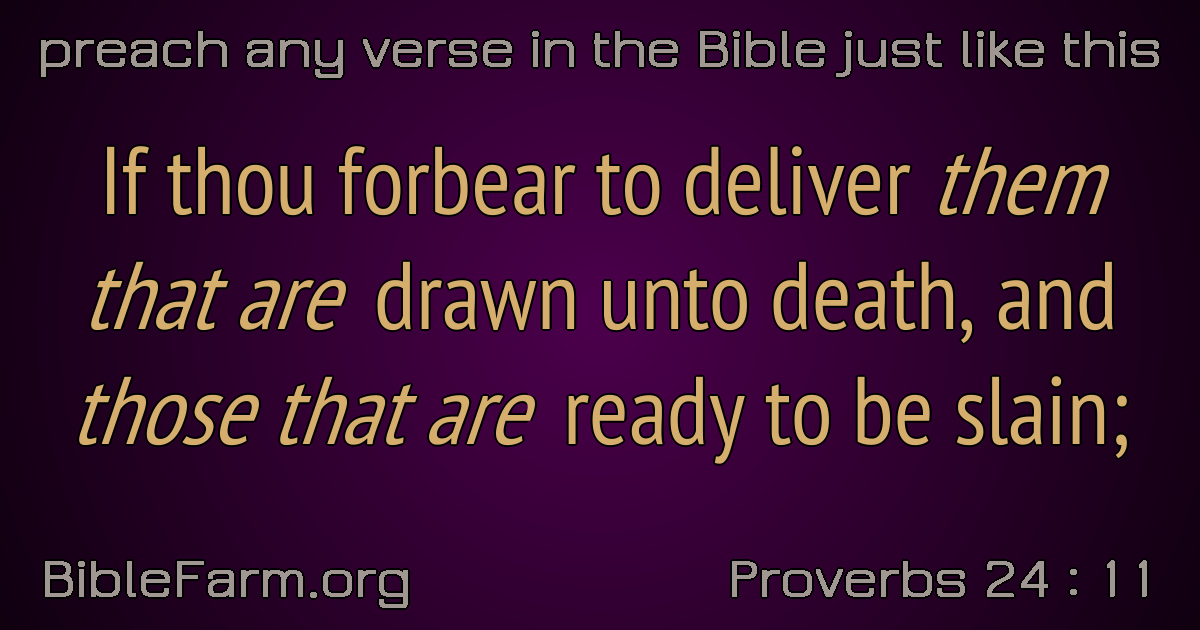 preach any verse in the Bible just like this
If thou forbear to deliver them
that are drawn unto death, and
those that are ready to be slain;
BibleFarm.org
Proverbs 24 : 11